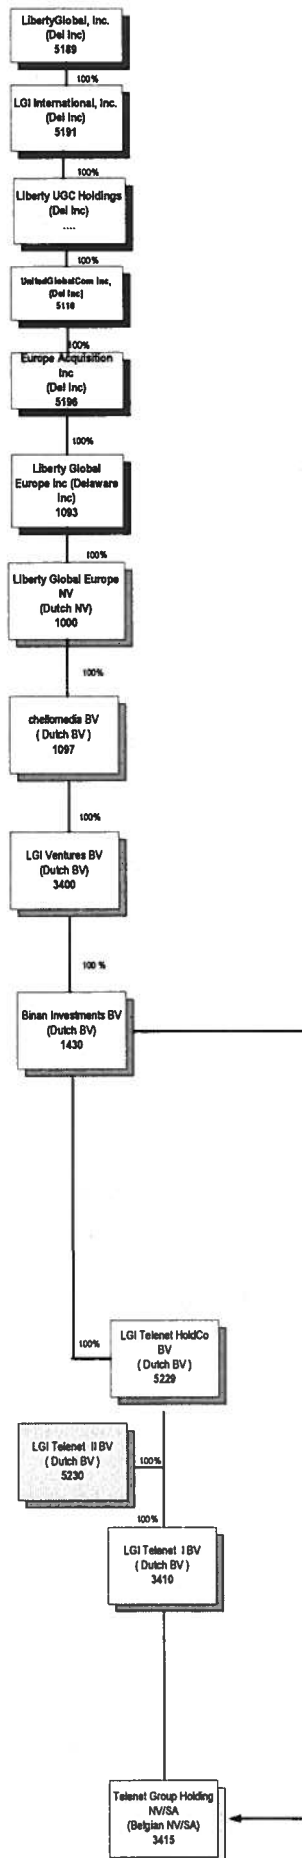 LibertyGlobal, Inc.
(Del Inc)
5189
100%
LGI International, Inc.
(Del Inc)
5191
100%
Liberty UGC Holdings
(Del Inc)
....
100%
UnitedGlobalCom Inc,
(Del Inc)
5118
100%
Europe Acquisition
Inc
(Del Inc)
5196
100%
Liberty Global
Europe Inc (Delaware
Inc)
1093
100%
Liberty Global Europe
NV
(Dutch NV)
1000
100%
chellomedia BV
( Dutch BV )
1097
100%
LGI Ventures BV
(Dutch BV)
3400
100 %
Binan Investments BV
(Dutch BV)
1430
100%
LGI Telenet HoldCo
BV
( Dutch BV )
5229
LGI Telenet II BV
( Dutch BV )
5230
100%
100%
LGI Telenet I BV
( Dutch BV )
3410
Telenet Group Holding
NV/SA
(Belgian NV/SA)
3415